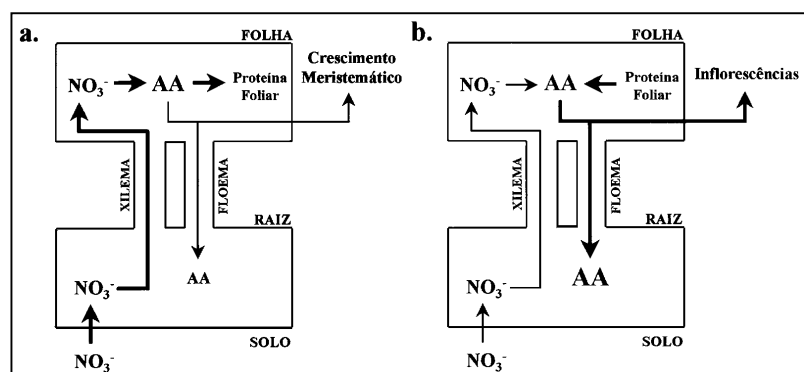 a.
FOLHA
Crescimento
Meristemático
NO₃⁻
AA
Proteína
Foliar
XILEMA
FLOEMA
RAIZ
AA
NO₃⁻
SOLO
NO₃⁻
b.
FOLHA
Inflorescências
NO₃⁻
AA
Proteína
Foliar
XILEMA
FLOEMA
RAIZ
AA
NO₃⁻
SOLO
NO₃⁻